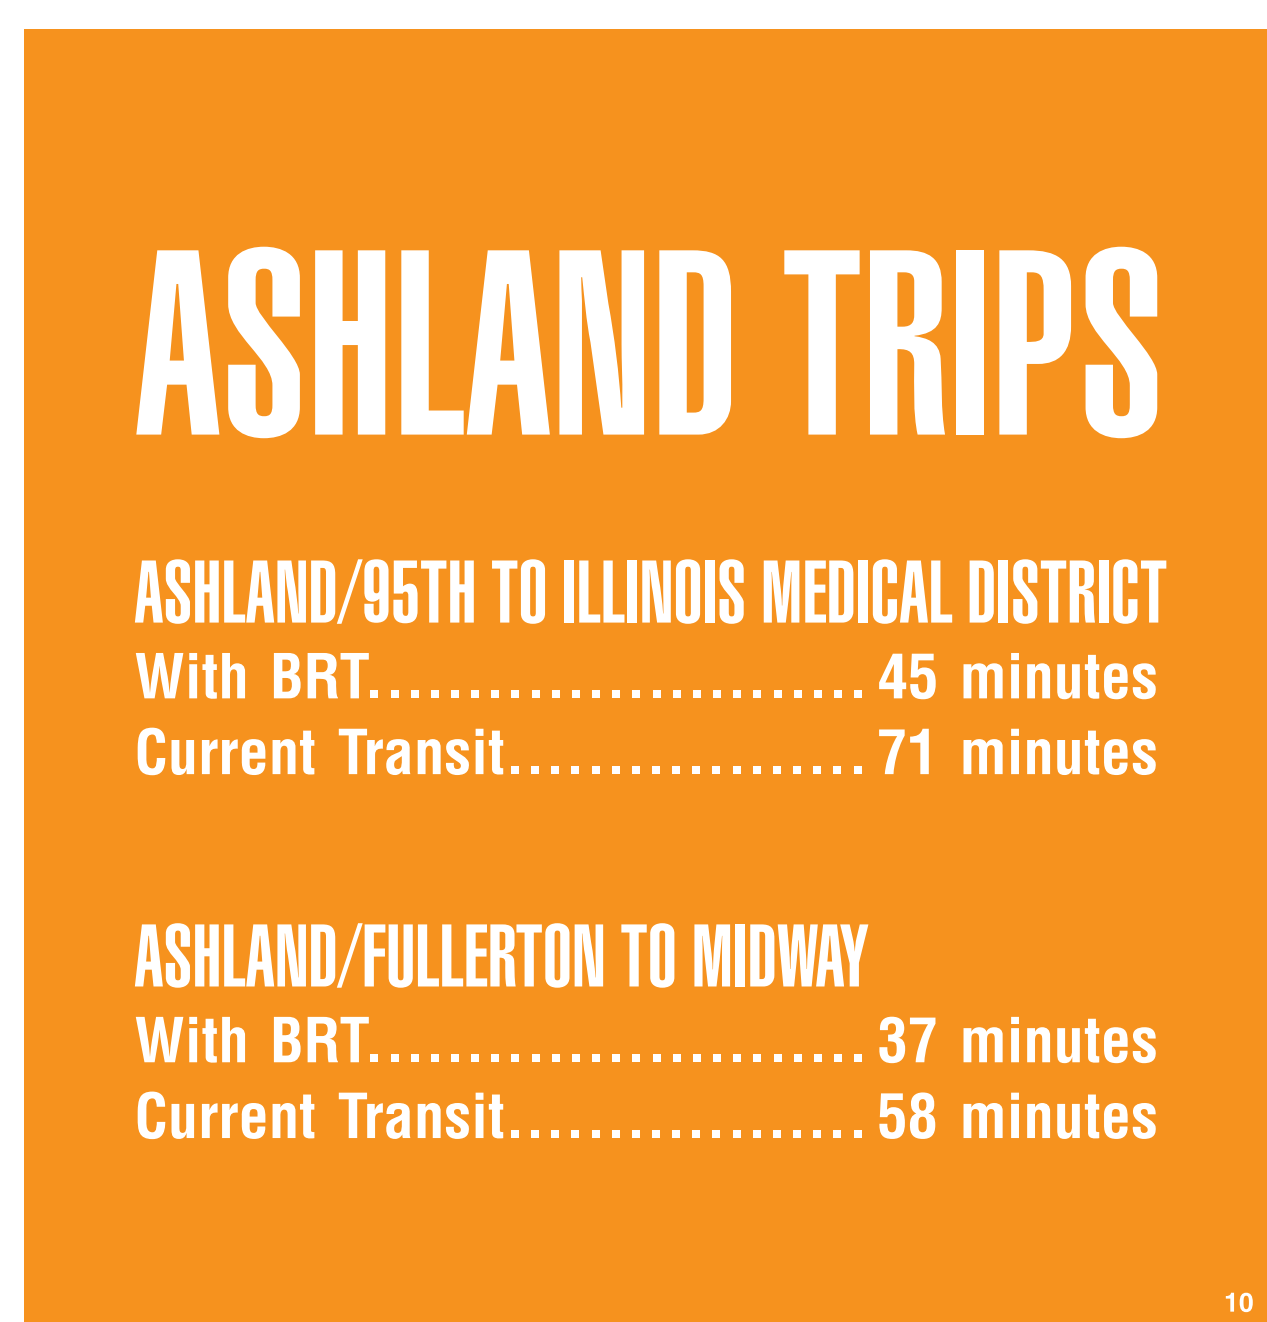 ASHLAND TRIPS
ASHLAND/95TH TO ILLINOIS MEDICAL DISTRICT
With BRT......................... 45 minutes
Current Transit.................. 71 minutes
ASHLAND/FULLERTON TO MIDWAY
With BRT......................... 37 minutes
Current Transit.................. 58 minutes
10